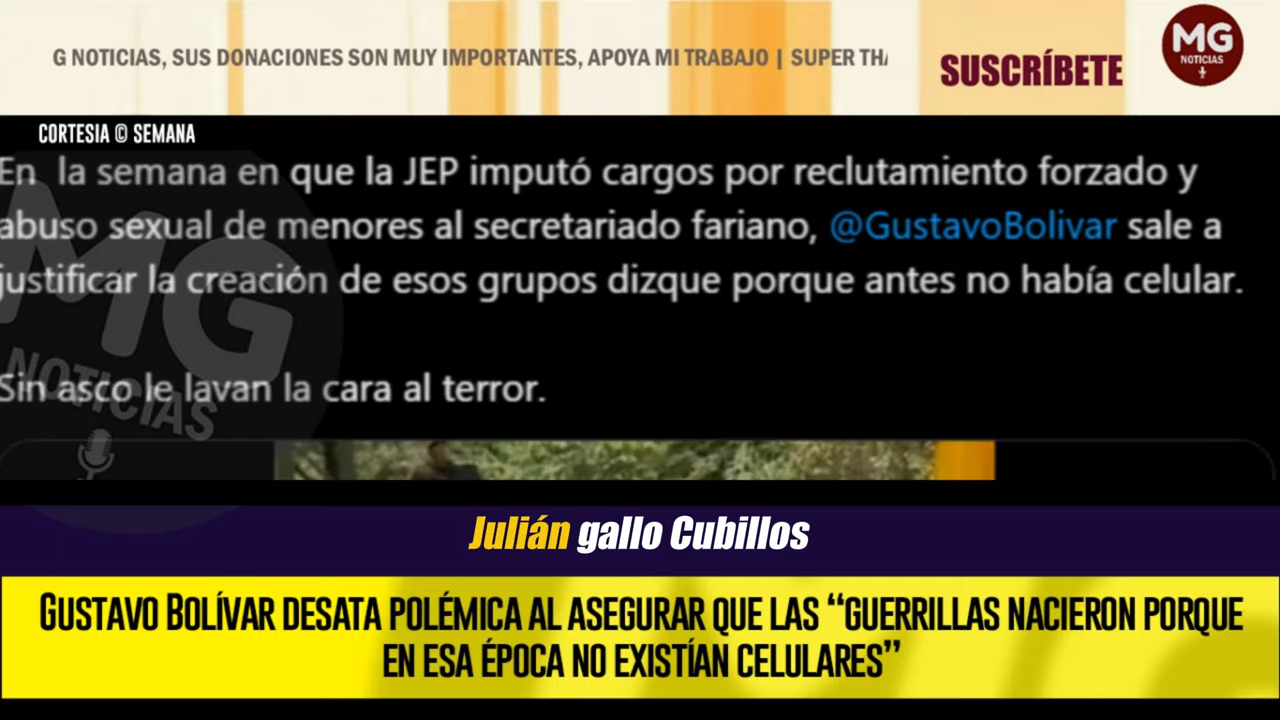 G NOTICIAS, SUS DONACIONES SON MUY IMPORTANTES, APOYA MI TRABAJO | SUPER
SUSCRÍBETE
MG
NOTICIAS
CORTESIA © SEMANA
En la semana en que la JEP imputó cargos por reclutamiento forzado y
abuso sexual de menores al secretariado fariano, @GustavoBolivar sale a
justificar la creación de esos grupos dizque porque antes no había celular.
Sin asco le lavan la cara al terror.
MG
NOTICIAS
Julián gallo Cubillos
GUSTAVO BOLÍVAR DESATA POLÉMICA AL ASEGURAR QUE LAS “GUERRILLAS NACIERON PORQUE
EN ESA ÉPOCA NO EXISTÍAN CELULARES”